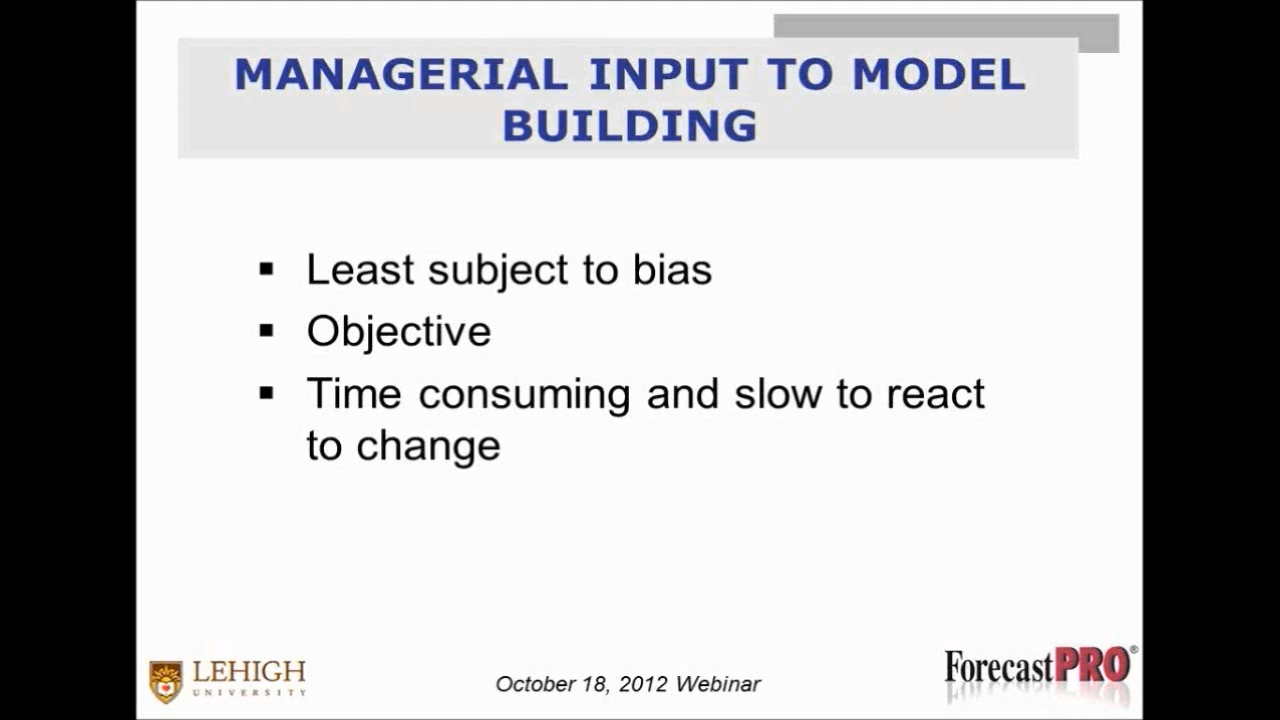 MANAGERIAL INPUT TO MODEL
BUILDING
▪ Least subject to bias
▪ Objective
▪ Time consuming and slow to react
to change
LEHIGH
UNIVERSITY
October 18, 2012 Webinar
ForecastPRO®